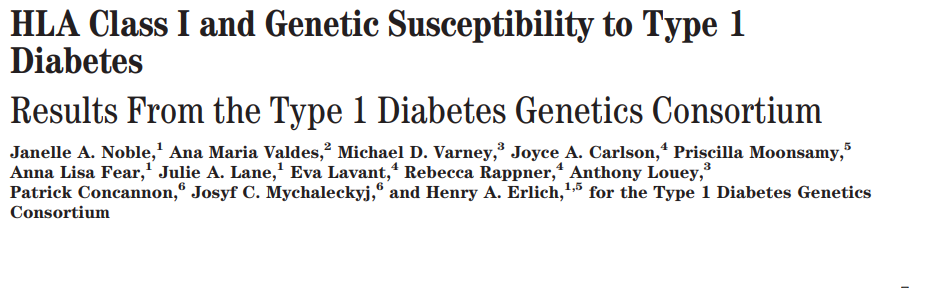 HLA Class I and Genetic Susceptibility to Type 1
Diabetes
Results From the Type 1 Diabetes Genetics Consortium
Janelle A. Noble,¹ Ana Maria Valdes,² Michael D. Varney,³ Joyce A. Carlson,⁴ Priscilla Moonsamy,⁵
Anna Lisa Fear,¹ Julie A. Lane,¹ Eva Lavant,⁴ Rebecca Rappner,⁴ Anthony Louey,³
Patrick Concannon,⁶ Josyf C. Mychaleckyj,⁶ and Henry A. Erlich,¹,⁵ for the Type 1 Diabetes Genetics
Consortium